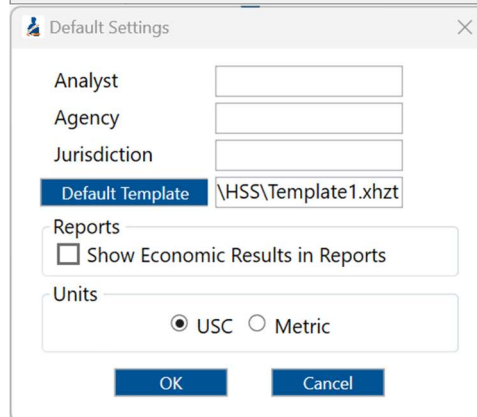 Default Settings
Analyst
Agency
Jurisdiction
Default Template \HSS\Template1.xhzt
Reports
Show Economic Results in Reports
Units
USC Metric
OK Cancel